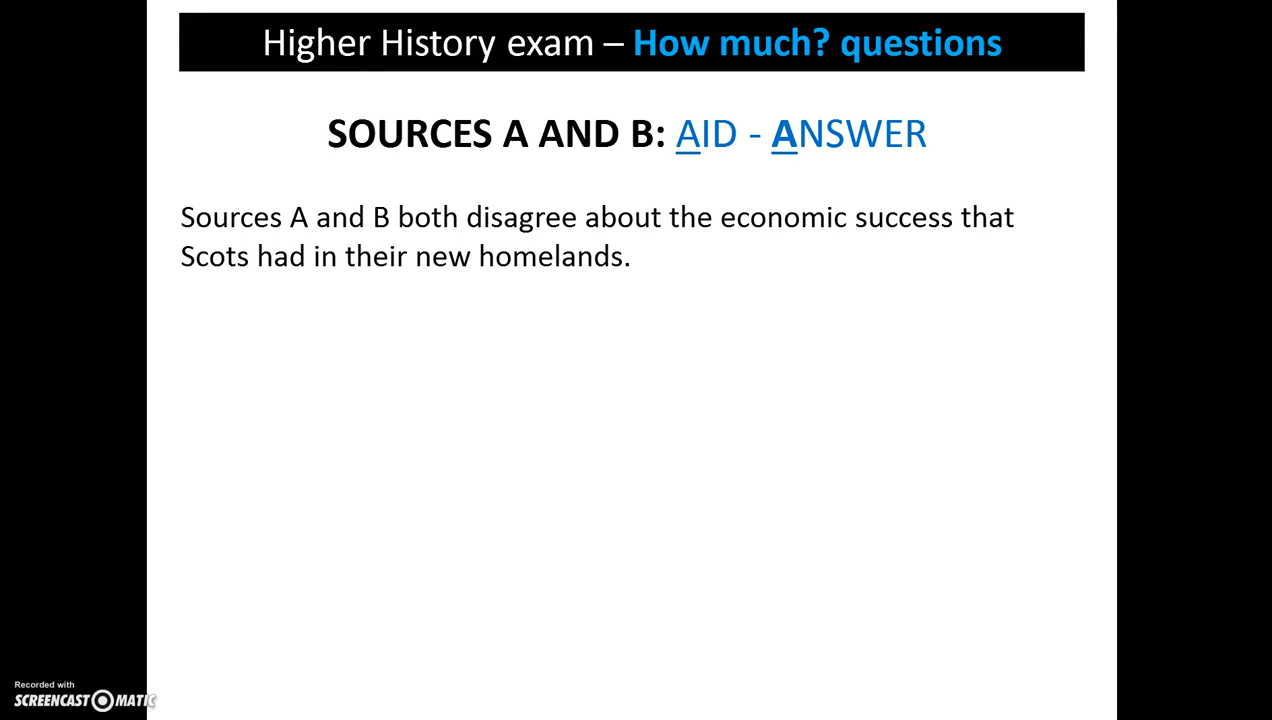 Higher History exam – How much? questions
SOURCES A AND B: AID - ANSWER
Sources A and B both disagree about the economic success that
Scots had in their new homelands.
Recorded with
SCREENCAST MATIC